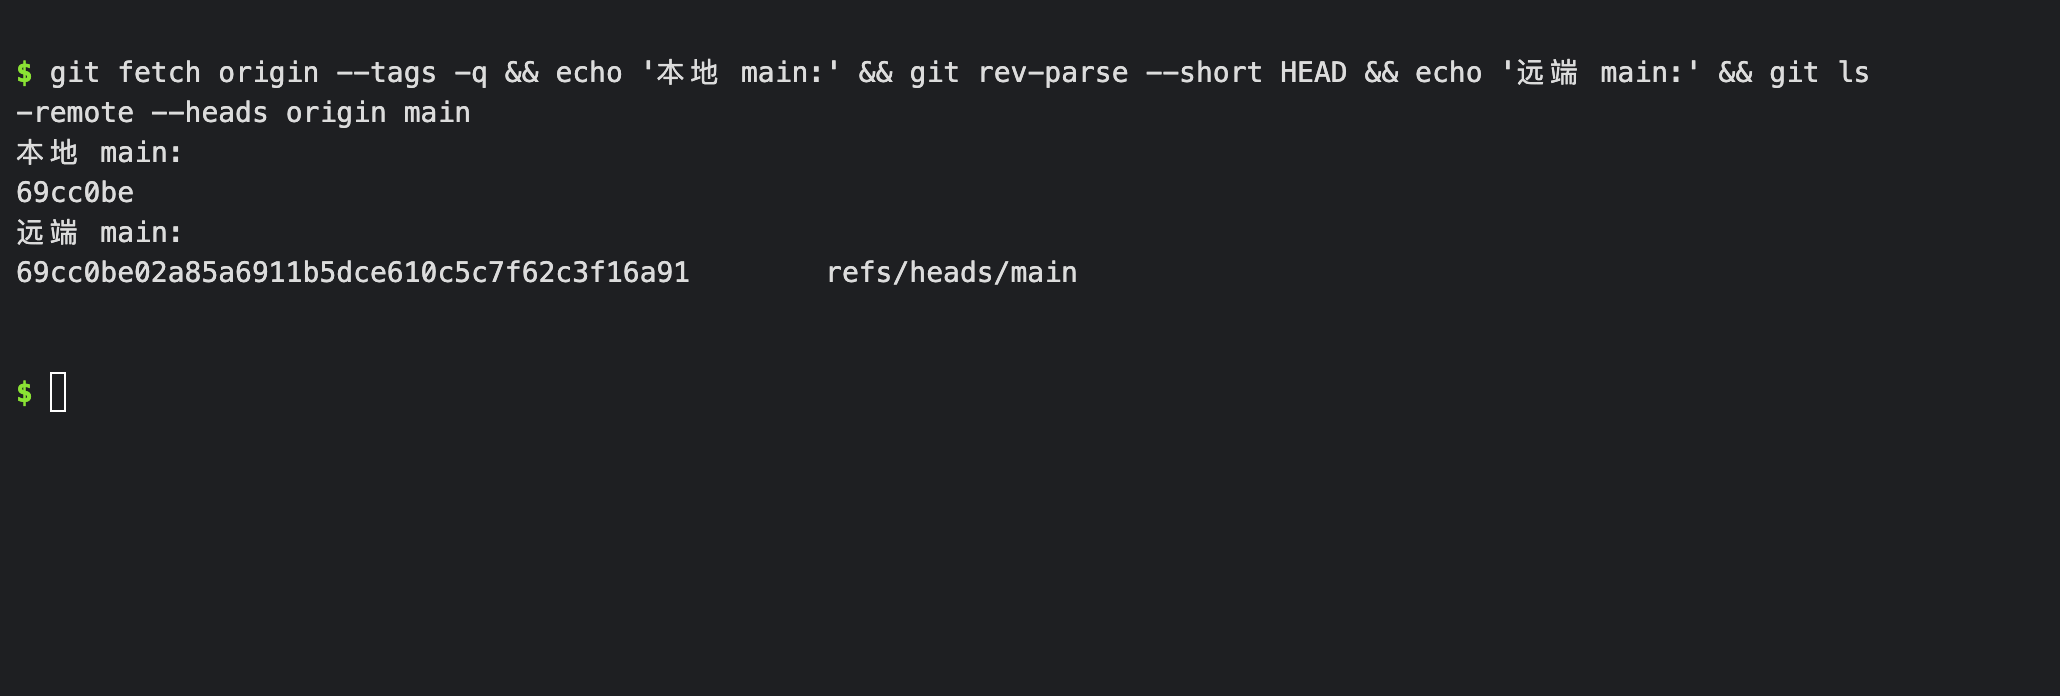 $ git fetch origin --tags -q && echo '本地 main:' && git rev-parse --short HEAD && echo '远端 main:' && git ls
-remote --heads origin main
本地 main:
69cc0be
远端 main:
69cc0be02a85a6911b5dce610c5c7f62c3f16a91        refs/heads/main
$